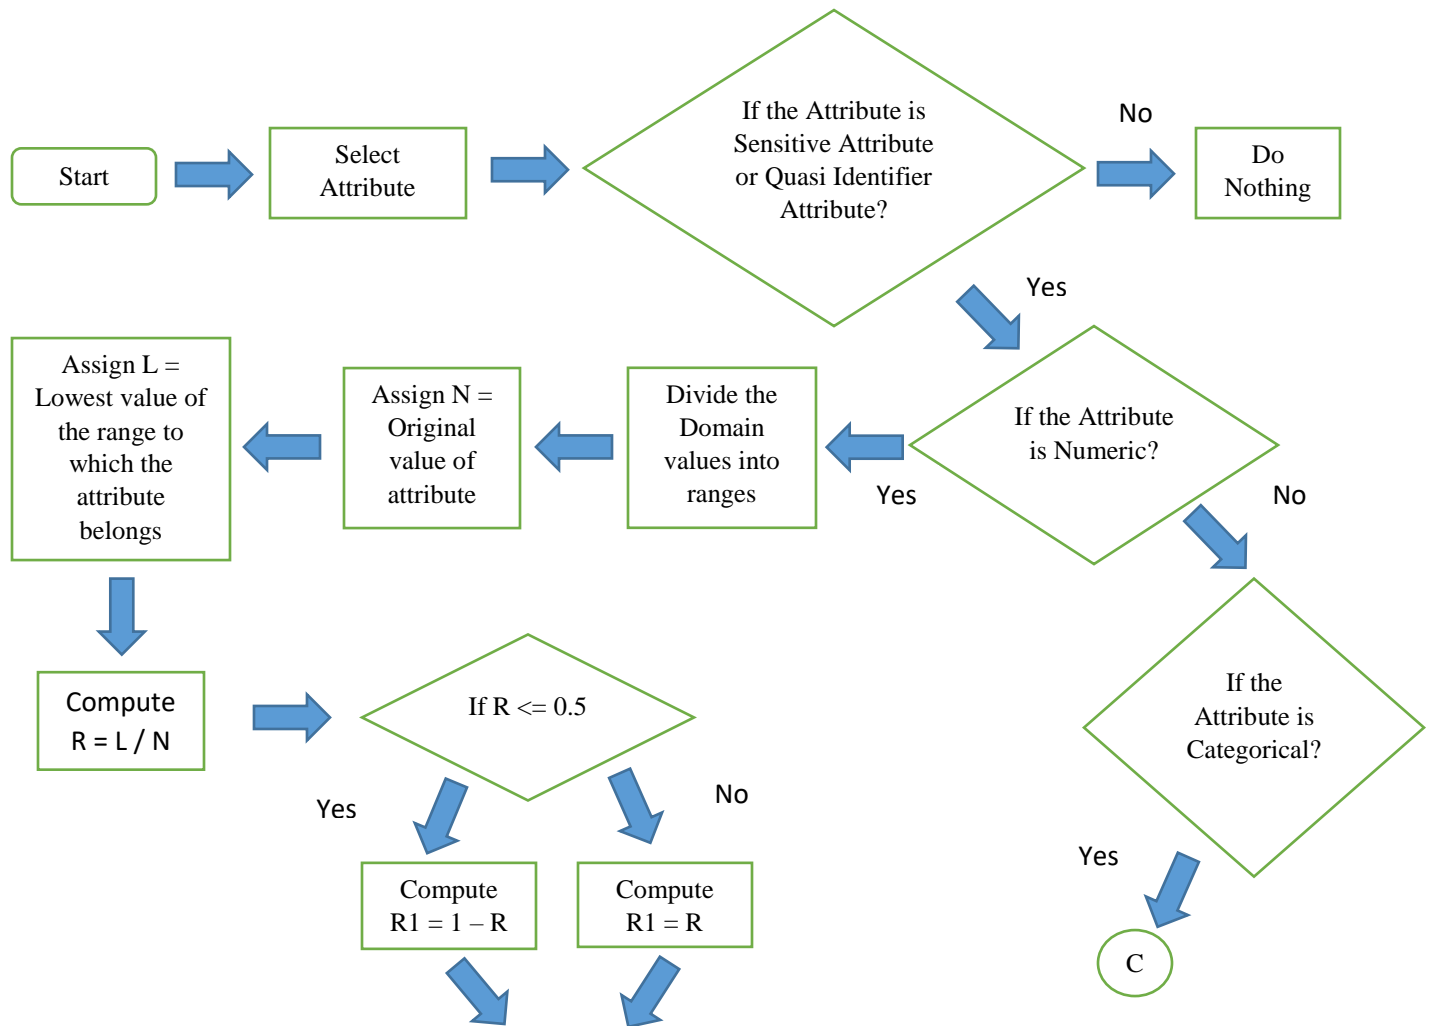 Start
Select
Attribute
If the Attribute is
Sensitive Attribute
or Quasi Identifier
Attribute?
No
Do
Nothing
Yes
If the Attribute
is Numeric?
Yes
No
Divide the
Domain
values into
ranges
Assign N =
Original
value of
attribute
Assign L =
Lowest value of
the range to
which the
attribute
belongs
Compute
R = L / N
If R <= 0.5
Yes
No
Compute
R1 = 1 – R
Compute
R1 = R
If the
Attribute is
Categorical?
Yes
C